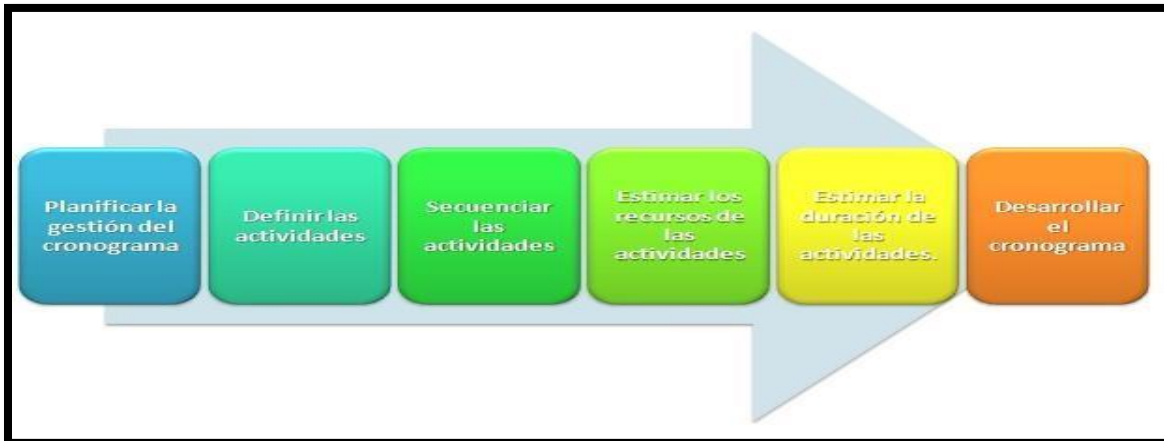 Planificar la
gestión del
cronograma
Definir las
actividades
Secuenciar
las
actividades
Estimar los
recursos de
las
actividades
Estimar la
duración de
las
actividades.
Desarrollar
el
cronograma